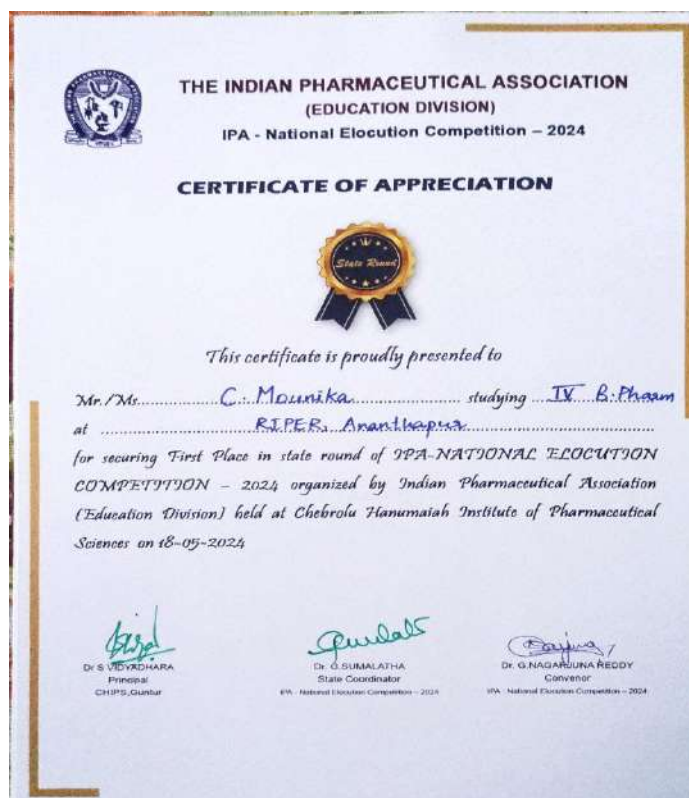 THE INDIAN PHARMACEUTICAL ASSOCIATION
(EDUCATION DIVISION)
IPA - National Elocution Competition – 2024
CERTIFICATE OF APPRECIATION
State Round
This certificate is proudly presented to
Mr./Ms. C. Mounika studying IV B.Pharm
at RIPER, Ananthapur
for securing First Place in state round of IPA-NATIONAL ELOCUTION
COMPETITION – 2024 organized by Indian Pharmaceutical Association
(Education Division) held at Chebrolu Hanumaiah Institute of Pharmaceutical
Sciences on 18-05-2024
Dr S VIDYADHARA
Principal
CHIPS, Guntur
Dr. G.SUMALATHA
State Coordinator
IPA - National Elocution Competition – 2024
Dr. G.NAGARJUNA REDDY
Convenor
IPA - National Elocution Competition – 2024